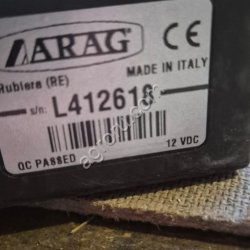 ARAG CE
Rubiera (RE) MADE IN ITALY
s/n: L412618
QC PASSED 12 VDC